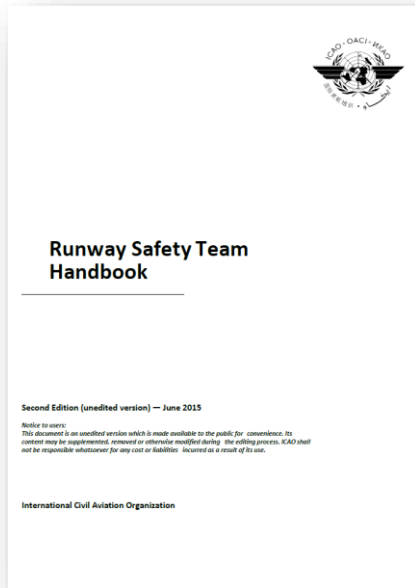 ICAO · OACI · ИКАО
Runway Safety Team
Handbook
Second Edition (unedited version) — June 2015
Notice to users:
This document is an unedited version which is made available to the public for convenience. Its
content may be supplemented, removed or otherwise modified during the editing process. ICAO shall
not be responsible whatsoever for any cost or liabilities incurred as a result of its use.
International Civil Aviation Organization